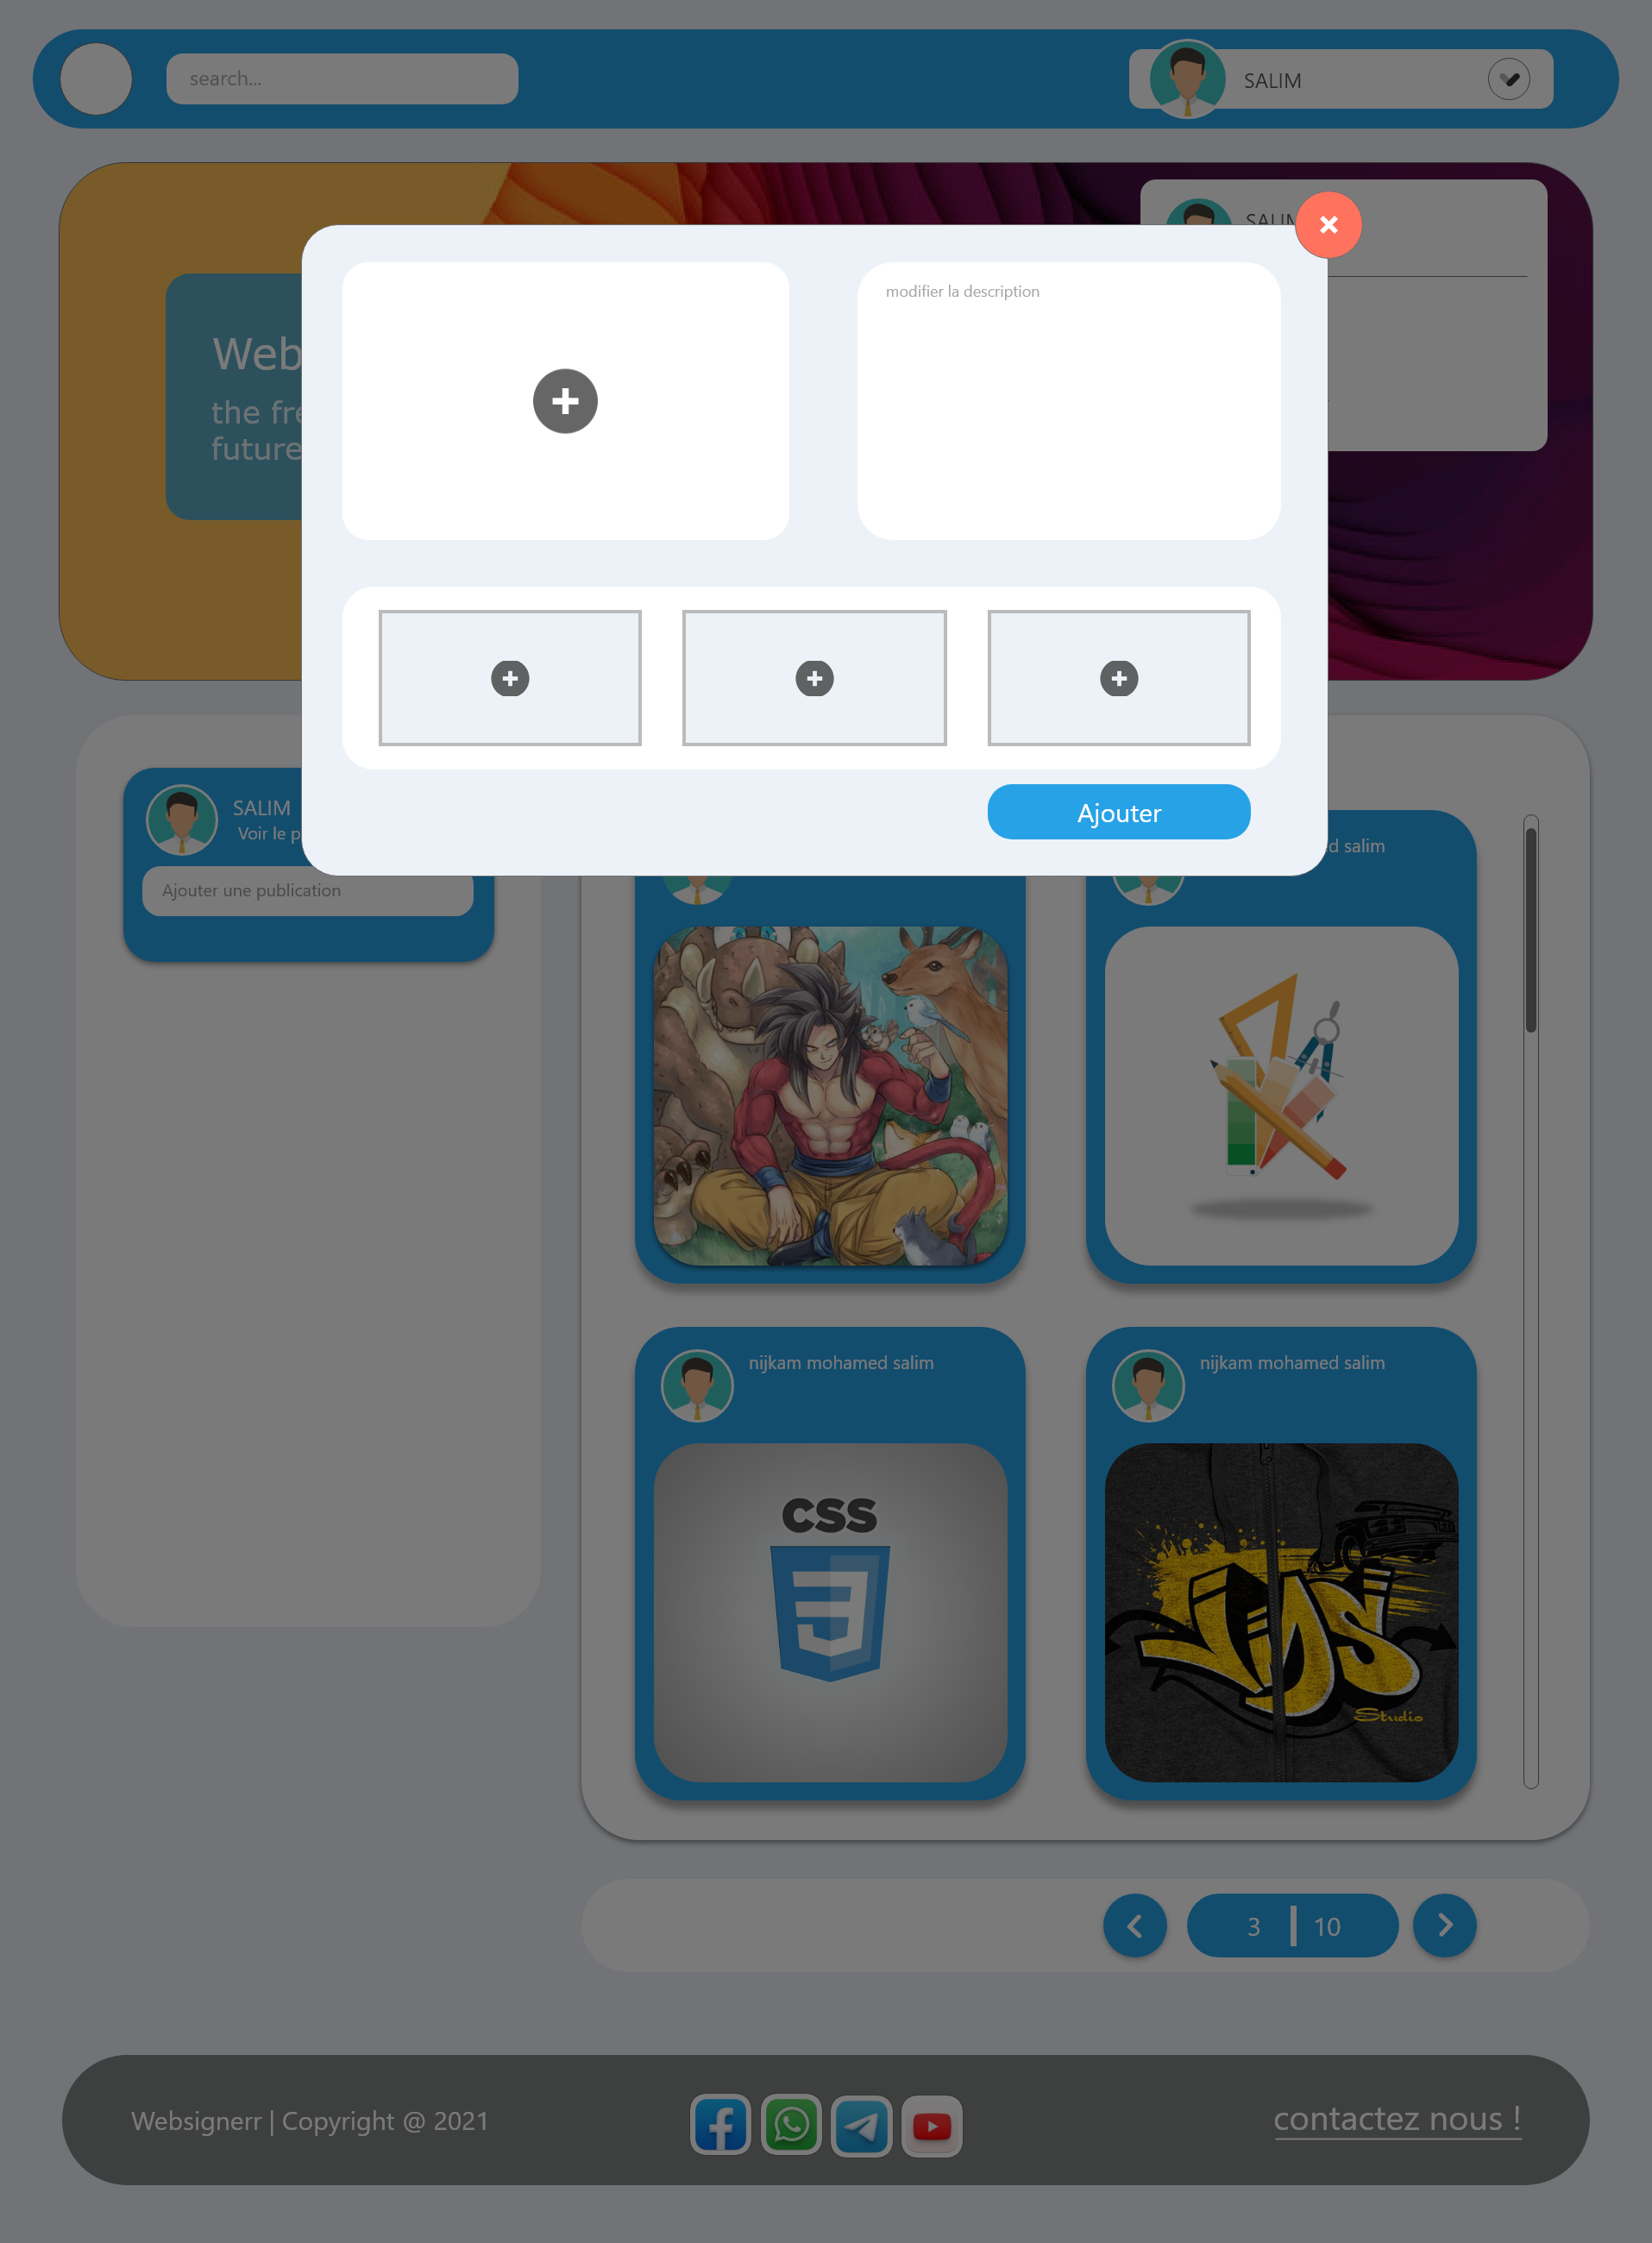 search...
SALIM
SALIM
modifier la description
Web
the fre
future
Ajouter
SALIM
Voir le p
Ajouter une publication
d salim
nijkam mohamed salim
nijkam mohamed salim
CSS
Studio
3
10
Websignerr | Copyright @ 2021
contactez nous !